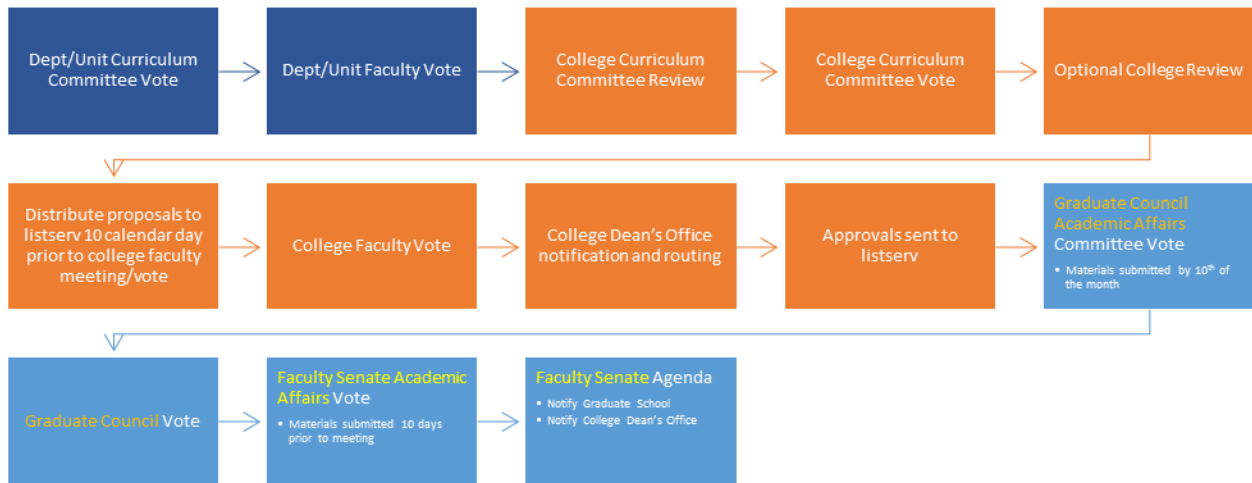 Dept/Unit Curriculum
Committee Vote
Dept/Unit Faculty Vote
College Curriculum
Committee Review
College Curriculum
Committee Vote
Optional College Review
Distribute proposals to
listserv 10 calendar day
prior to college faculty
meeting/vote
College Faculty Vote
College Dean's Office
notification and routing
Approvals sent to
listserv
Graduate Council
Academic Affairs
Committee Vote
▪ Materials submitted by 10th of
the month
Graduate Council Vote
Faculty Senate Academic
Affairs Vote
▪ Materials submitted 10 days
prior to meeting
Faculty Senate Agenda
▪ Notify Graduate School
▪ Notify College Dean's Office